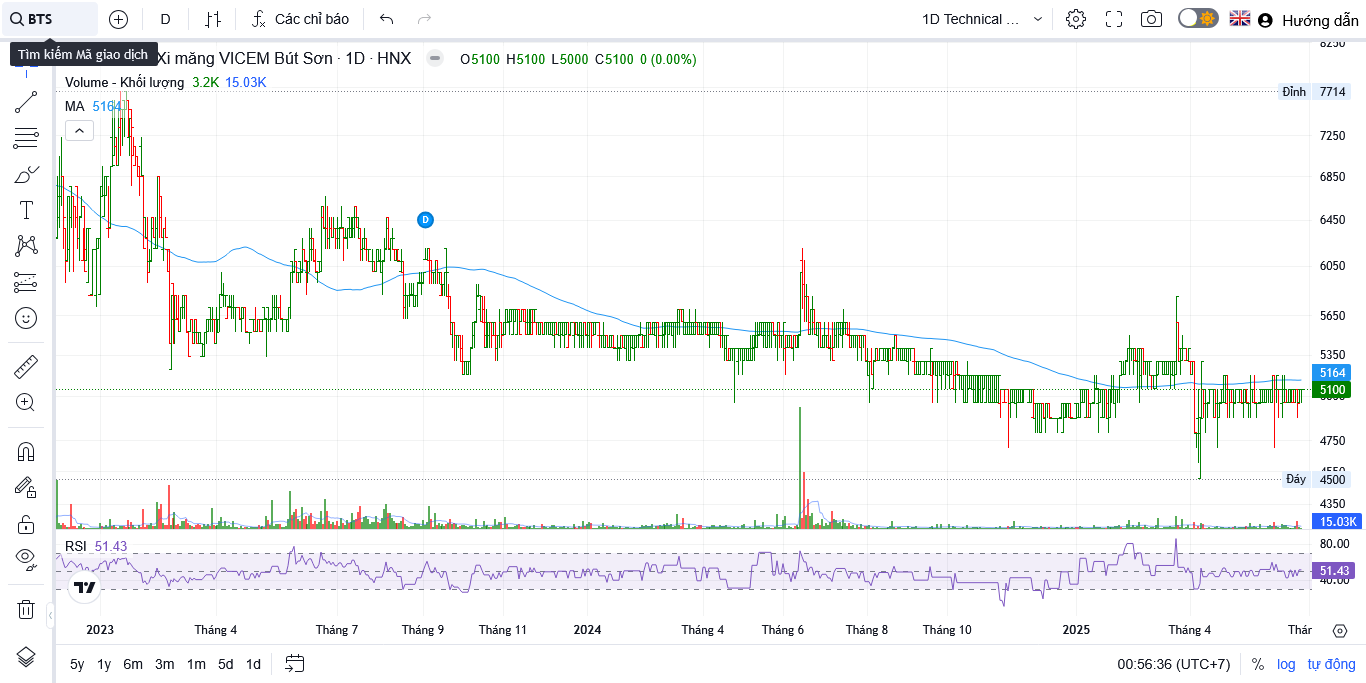 BTS D Các chỉ báo 1D Technical ... Hướng dẫn
Tìm kiếm Mã giao dịch
Xi măng VICEM Bút Sơn · 1D · HNX O5100 H5100 L5000 C5100 0 (0.00%)
Volume - Khối lượng 3.2K 15.03K
MA 5164
8250
Đỉnh 7714
7250
6850
6450
D
6050
5650
5350
5164
5100
5000
4750
4550
Đáy 4500
4350
15.03K
RSI 51.43
80.00
51.43
40.00
2023 Tháng 4 Tháng 7 Tháng 9 Tháng 11 2024 Tháng 4 Tháng 6 Tháng 8 Tháng 10 2025 Tháng 4 Thár
5y 1y 6m 3m 1m 5d 1d 00:56:36 (UTC+7) % log tự động